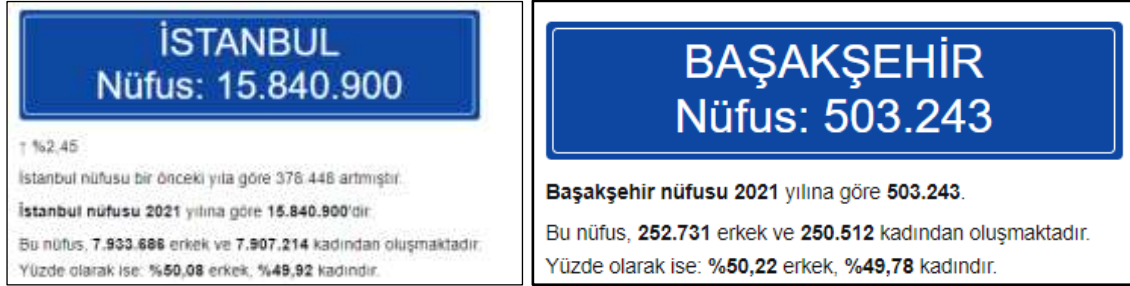 İSTANBUL
Nüfus: 15.840.900
↑ %2,45
İstanbul nüfusu bir önceki yıla göre 378.448 artmıştır.
İstanbul nüfusu 2021 yılına göre 15.840.900'dir.
Bu nüfus, 7.933.686 erkek ve 7.907.214 kadından oluşmaktadır.
Yüzde olarak ise: %50,08 erkek, %49,92 kadındır.
BAŞAKŞEHİR
Nüfus: 503.243
Başakşehir nüfusu 2021 yılına göre 503.243.
Bu nüfus, 252.731 erkek ve 250.512 kadından oluşmaktadır.
Yüzde olarak ise: %50,22 erkek, %49,78 kadındır.